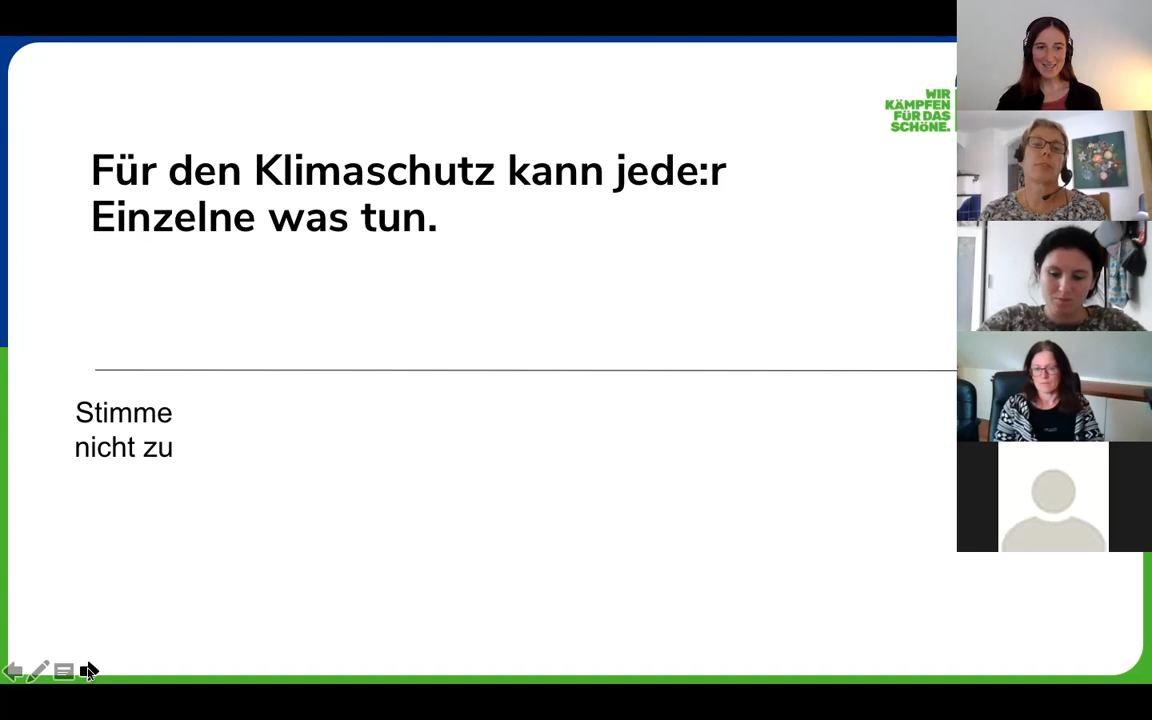 WIR
KÄMPFEN
FÜR DAS
SCHÖNE.
Für den Klimaschutz kann jede:r
Einzelne was tun.
Stimme
nicht zu